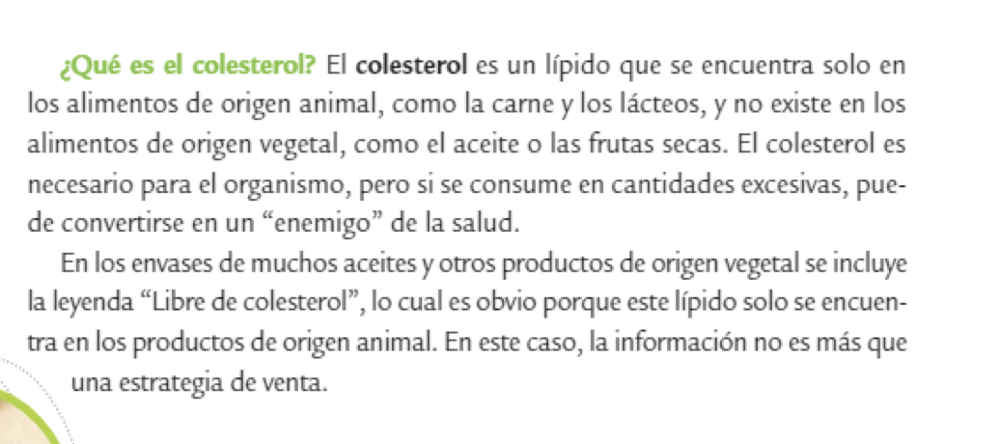 ¿Qué es el colesterol? El colesterol es un lípido que se encuentra solo en
los alimentos de origen animal, como la carne y los lácteos, y no existe en los
alimentos de origen vegetal, como el aceite o las frutas secas. El colesterol es
necesario para el organismo, pero si se consume en cantidades excesivas, pue-
de convertirse en un “enemigo” de la salud.
En los envases de muchos aceites y otros productos de origen vegetal se incluye
la leyenda “Libre de colesterol”, lo cual es obvio porque este lípido solo se encuen-
tra en los productos de origen animal. En este caso, la información no es más que
una estrategia de venta.